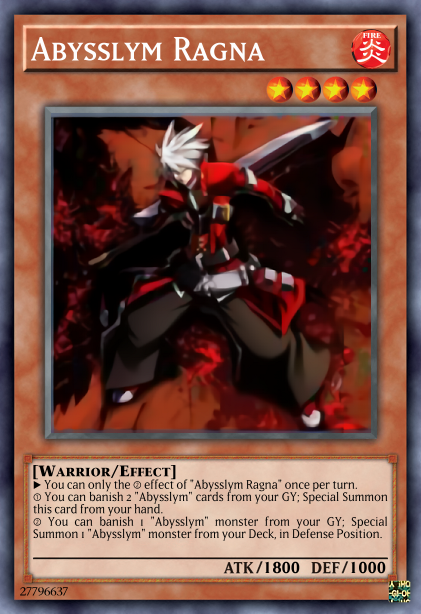 Abysslym Ragna
FIRE
炎
[Warrior/Effect]
▶ You can only the ② effect of "Abysslym Ragna" once per turn.
① You can banish 2 "Abysslym" cards from your GY; Special Summon
this card from your hand.
② You can banish 1 "Abysslym" monster from your GY; Special
Summon 1 "Abysslym" monster from your Deck, in Defense Position.
ATK/1800 DEF/1000
27796637